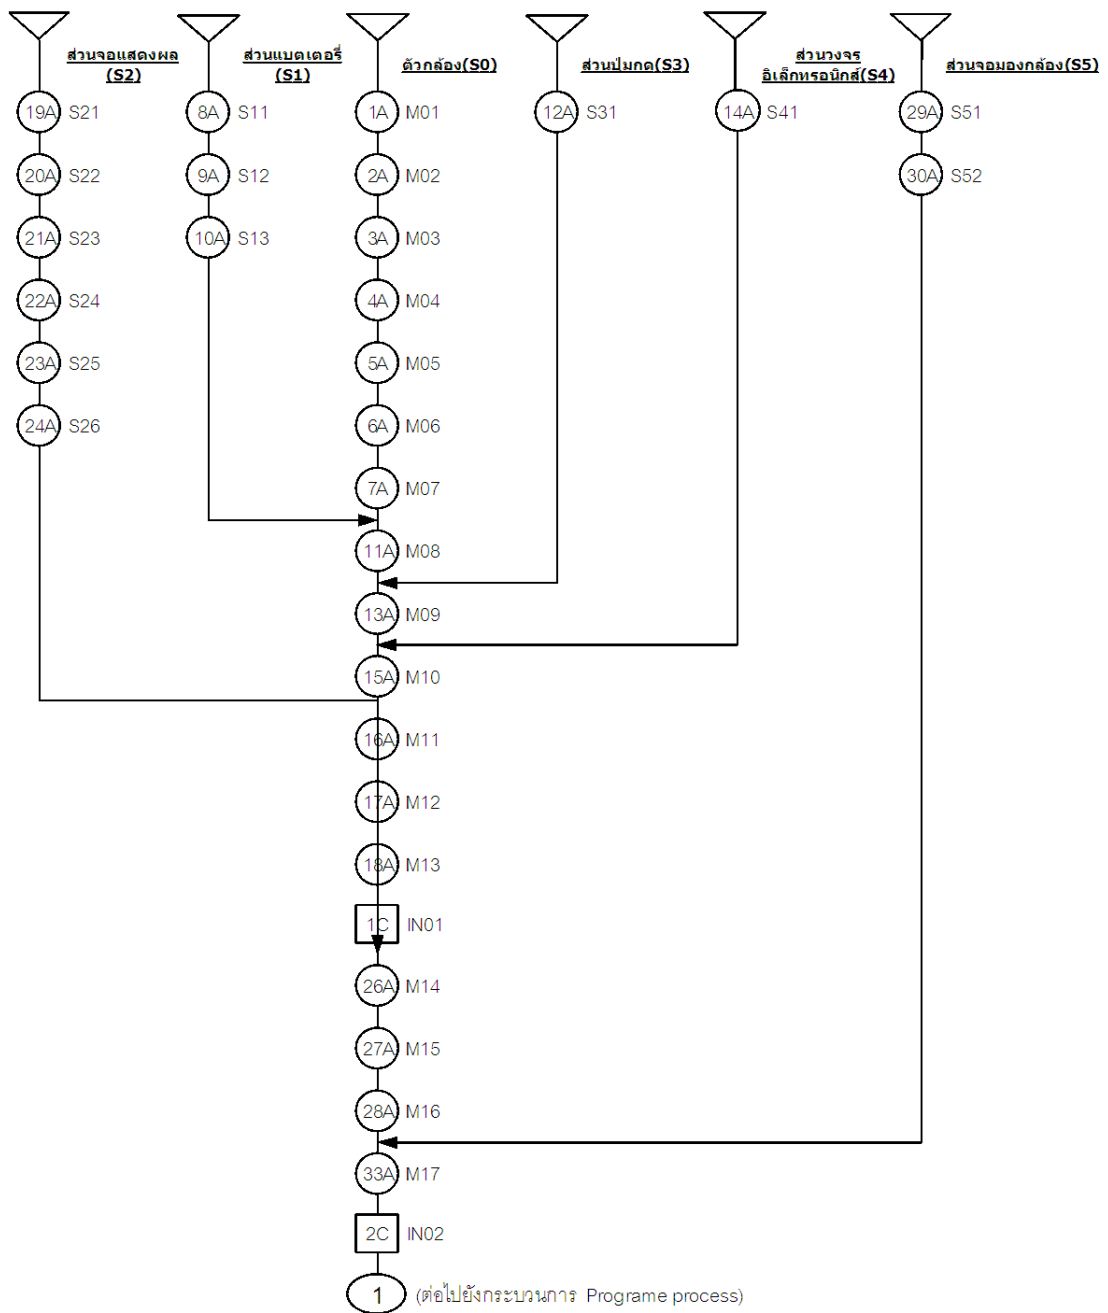 ส่วนจอแสดงผล
(S2)
ส่วนแบตเตอรี่
(S1)
ตัวกล้อง(S0)
ส่วนปุ่มกด(S3)
ส่วนวงจร
อิเล็กทรอนิกส์(S4)
ส่วนจอมองกล้อง(S5)
19A S21
8A S11
1A M01
12A S31
14A S41
29A S51
20A S22
9A S12
2A M02
30A S52
21A S23
10A S13
3A M03
22A S24
4A M04
23A S25
5A M05
24A S26
6A M06
7A M07
11A M08
13A M09
15A M10
16A M11
17A M12
18A M13
1C IN01
26A M14
27A M15
28A M16
33A M17
2C IN02
1 (ต่อไปยังกระบวนการ Programe process)